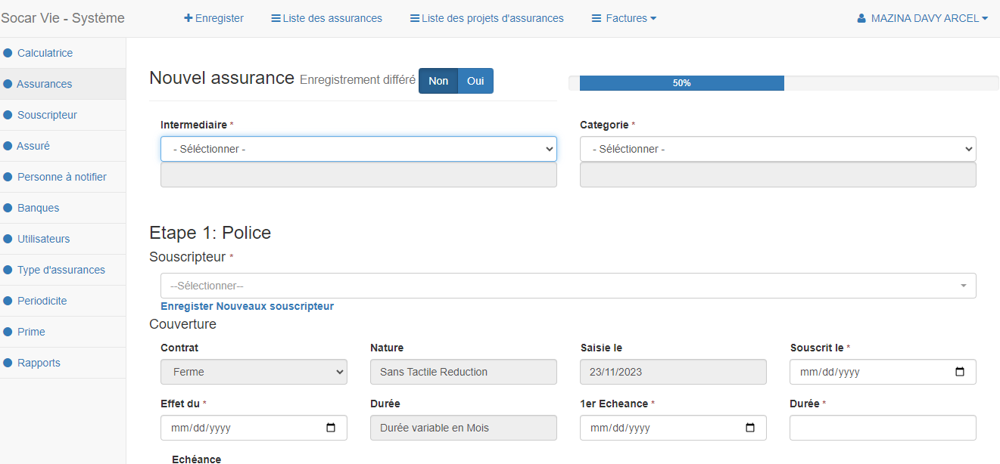 Socar Vie - Système
Enregister
Liste des assurances
Liste des projets d'assurances
Factures
MAZINA DAVY ARCEL
Calculatrice
Assurances
Souscripteur
Assuré
Personne à notifier
Banques
Utilisateurs
Type d'assurances
Periodicite
Prime
Rapports
Nouvel assurance Enregistrement différé Non Oui
50%
Intermediaire * Categorie *
- Séléctionner - - Séléctionner -
Etape 1: Police
Souscripteur *
--Sélectionner--
Enregister Nouveaux souscripteur
Couverture
Contrat Nature Saisie le Souscrit le *
Ferme Sans Tactile Reduction 23/11/2023 mm/dd/yyyy
Effet du * Durée 1er Echeance * Durée *
mm/dd/yyyy Durée variable en Mois mm/dd/yyyy
Echéance